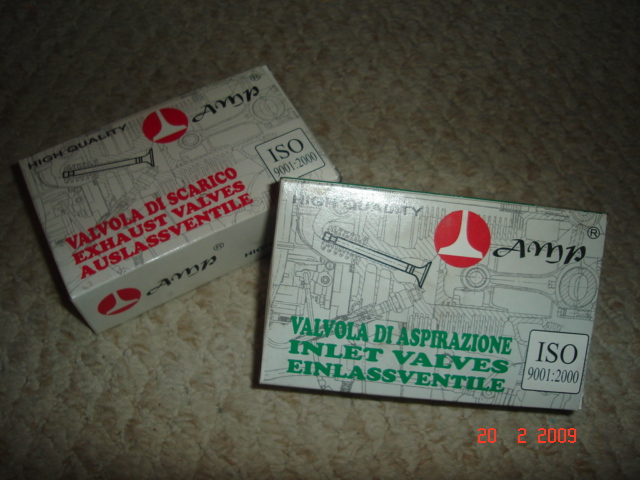 HIGH QUALITY
AMP ®
ISO
9001:2000
VALVOLA DI SCARICO
EXHAUST VALVES
AUSLASSVENTILE
AMP
HIGH
HIGH QUALITY
AMP ®
VALVOLA DI ASPIRAZIONE
INLET VALVES
EINLASSVENTILE
ISO
9001:2000
20 2 2009